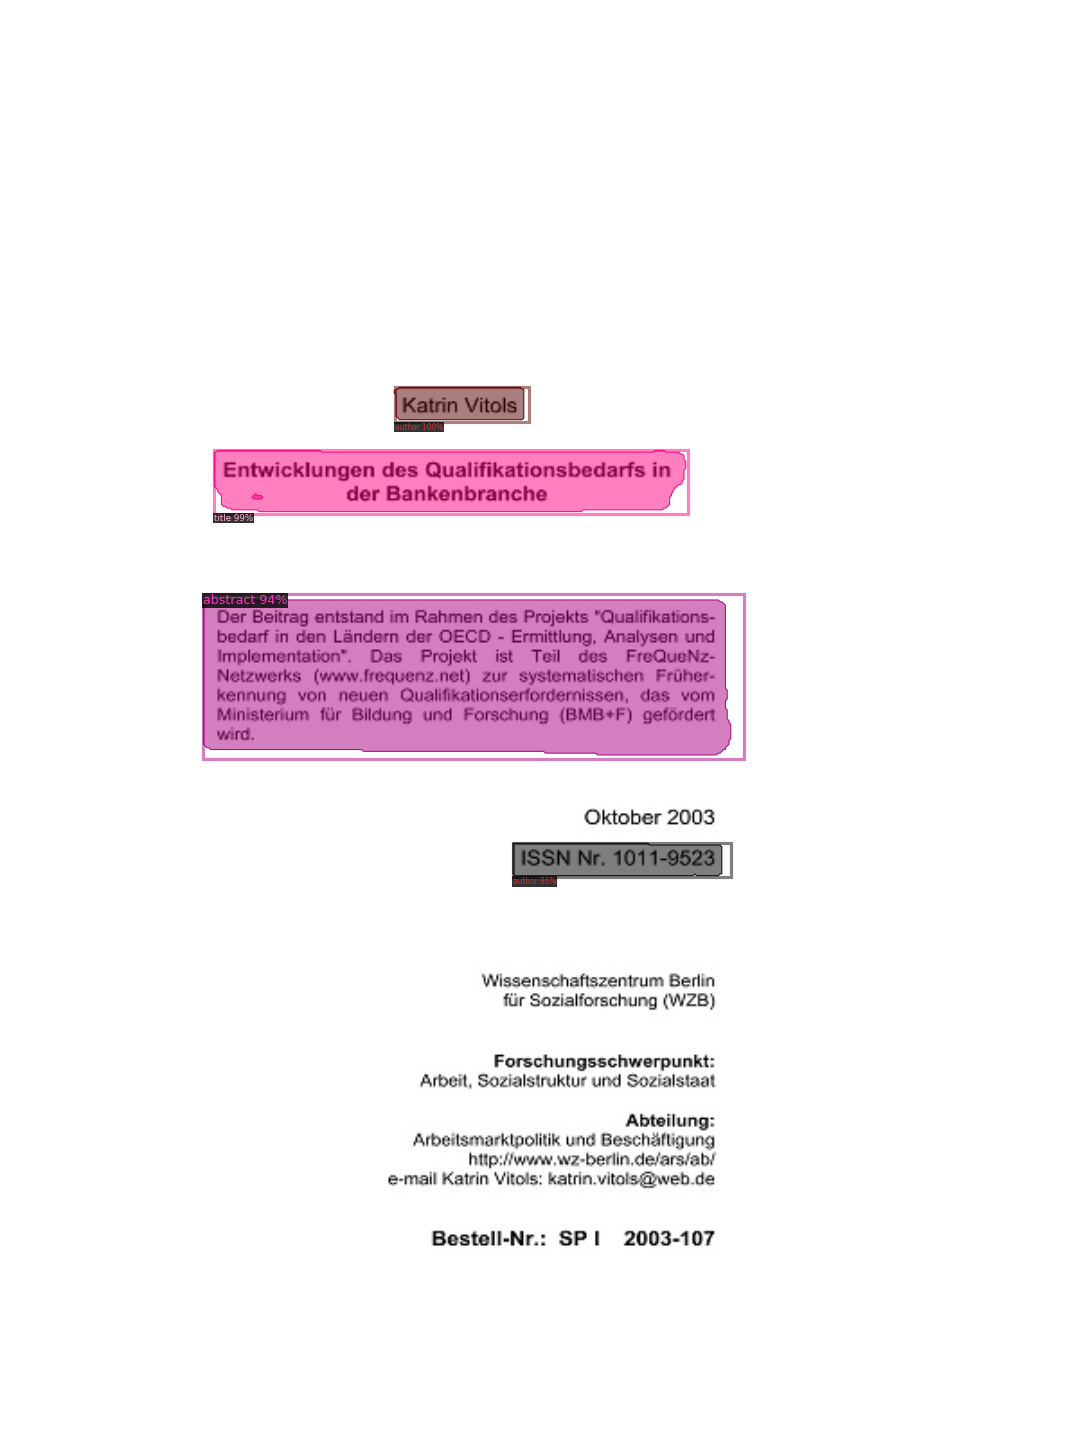 Katrin Vitols
author 100%
Entwicklungen des Qualifikationsbedarfs in
der Bankenbranche
title 99%
abstract 94%
Der Beitrag entstand im Rahmen des Projekts "Qualifikations-
bedarf in den Ländern der OECD - Ermittlung, Analysen und
Implementation". Das Projekt ist Teil des FreQueNz-
Netzwerks (www.frequenz.net) zur systematischen Früher-
kennung von neuen Qualifikationserfordernissen, das vom
Ministerium für Bildung und Forschung (BMB+F) gefördert
wird.
Oktober 2003
ISSN Nr. 1011-9523
author 86%
Wissenschaftszentrum Berlin
für Sozialforschung (WZB)
Forschungsschwerpunkt:
Arbeit, Sozialstruktur und Sozialstaat
Abteilung:
Arbeitsmarktpolitik und Beschäftigung
http://www.wz-berlin.de/ars/ab/
e-mail Katrin Vitols: katrin.vitols@web.de
Bestell-Nr.: SP I 2003-107